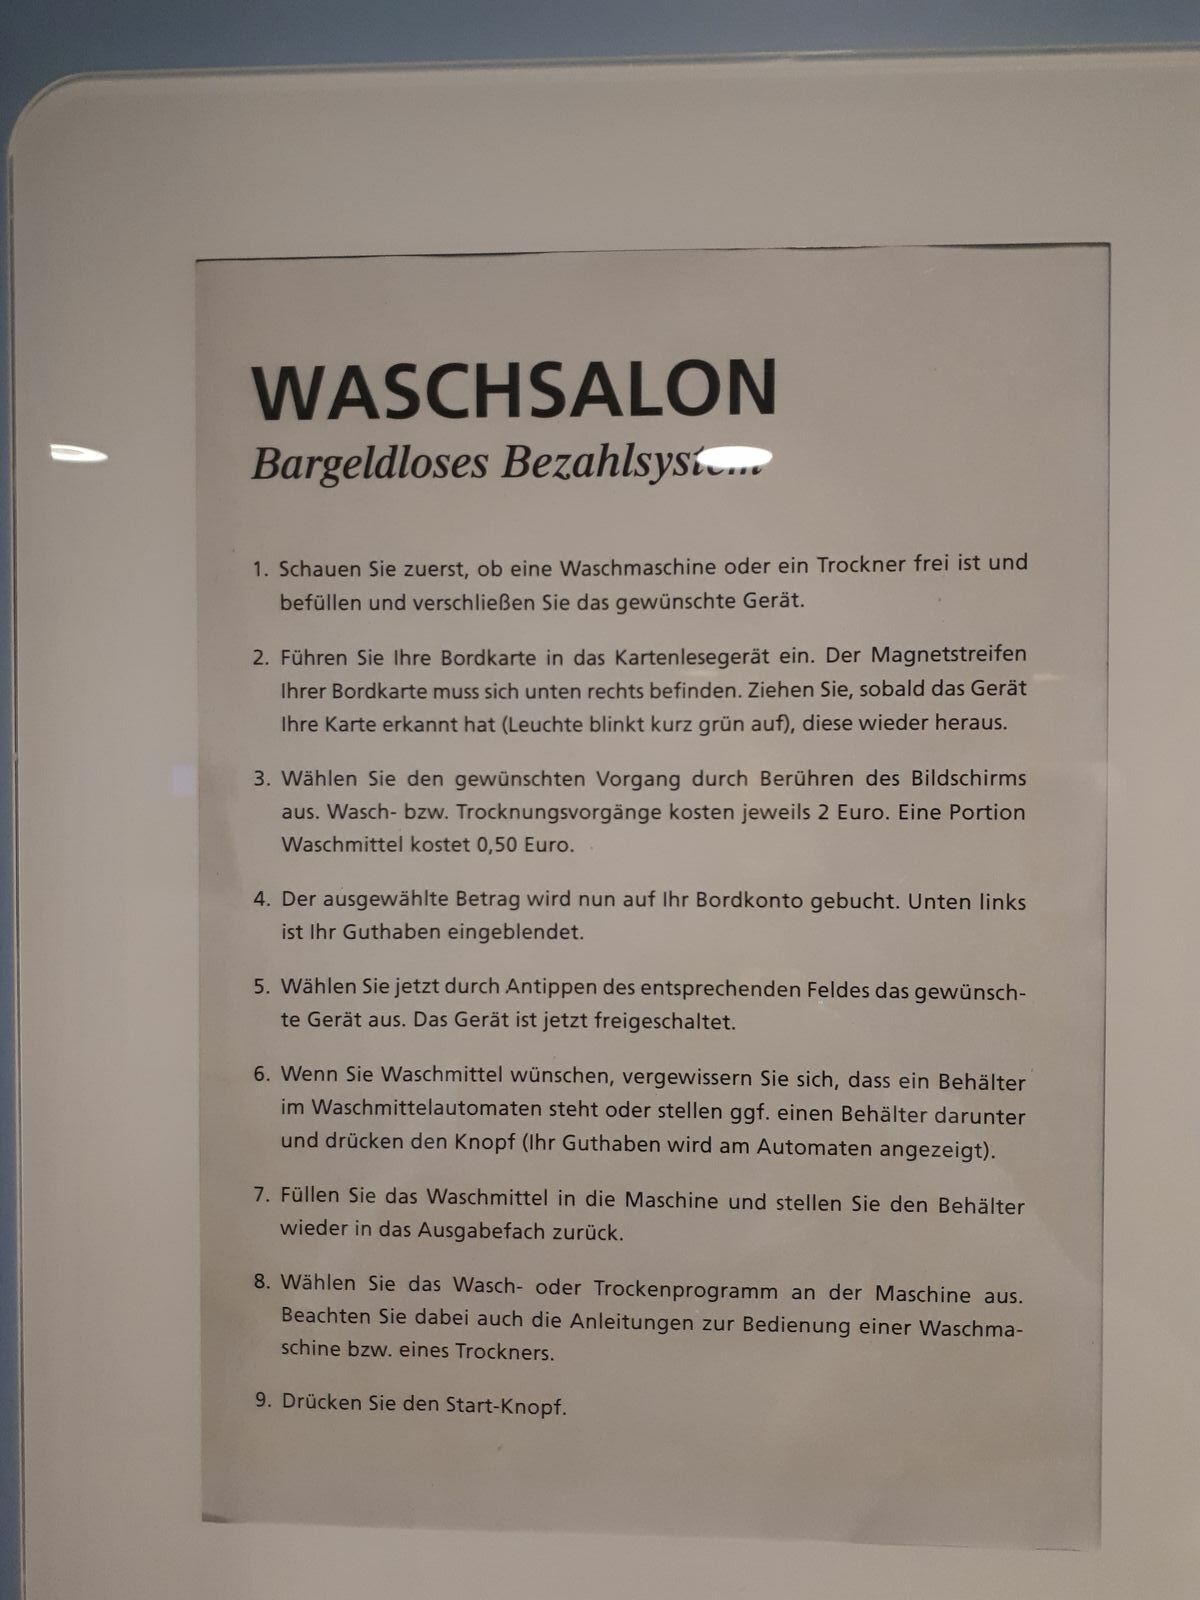 WASCHSALON
Bargeldloses Bezahlsystem
1. Schauen Sie zuerst, ob eine Waschmaschine oder ein Trockner frei ist und
befüllen und verschließen Sie das gewünschte Gerät.
2. Führen Sie Ihre Bordkarte in das Kartenlesegerät ein. Der Magnetstreifen
Ihrer Bordkarte muss sich unten rechts befinden. Ziehen Sie, sobald das Gerät
Ihre Karte erkannt hat (Leuchte blinkt kurz grün auf), diese wieder heraus.
3. Wählen Sie den gewünschten Vorgang durch Berühren des Bildschirms
aus. Wasch- bzw. Trocknungsvorgänge kosten jeweils 2 Euro. Eine Portion
Waschmittel kostet 0,50 Euro.
4. Der ausgewählte Betrag wird nun auf Ihr Bordkonto gebucht. Unten links
ist Ihr Guthaben eingeblendet.
5. Wählen Sie jetzt durch Antippen des entsprechenden Feldes das gewünsch-
te Gerät aus. Das Gerät ist jetzt freigeschaltet.
6. Wenn Sie Waschmittel wünschen, vergewissern Sie sich, dass ein Behälter
im Waschmittelautomaten steht oder stellen ggf. einen Behälter darunter
und drücken den Knopf (Ihr Guthaben wird am Automaten angezeigt).
7. Füllen Sie das Waschmittel in die Maschine und stellen Sie den Behälter
wieder in das Ausgabefach zurück.
8. Wählen Sie das Wasch- oder Trockenprogramm an der Maschine aus.
Beachten Sie dabei auch die Anleitungen zur Bedienung einer Waschma-
schine bzw. eines Trockners.
9. Drücken Sie den Start-Knopf.